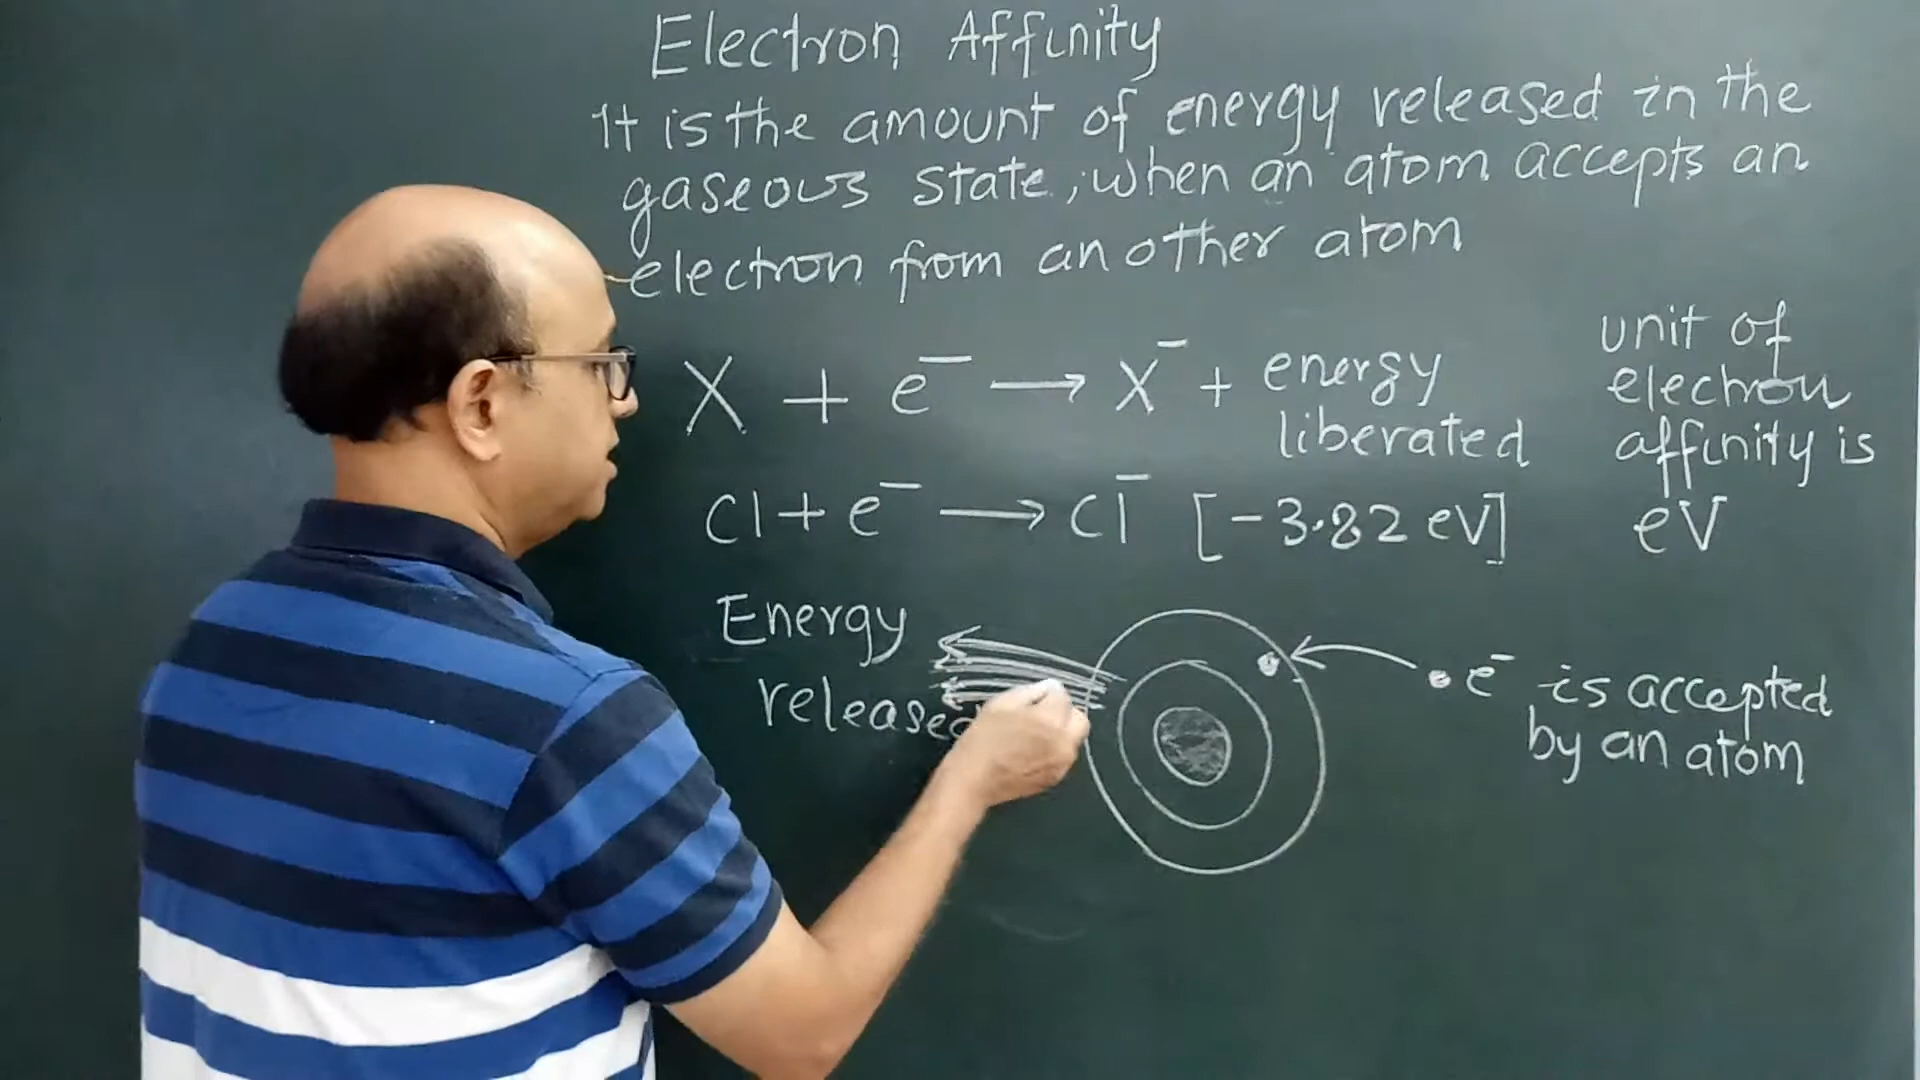 Electron Affinity
It is the amount of energy released in the
gaseous state, when an atom accepts an
electron from another atom
X + e⁻ → X⁻ + energy
liberated
unit of
electron
affinity is
eV
Cl + e⁻ → Cl⁻ [-3.82 eV]
Energy
released
e⁻ is accepted
by an atom